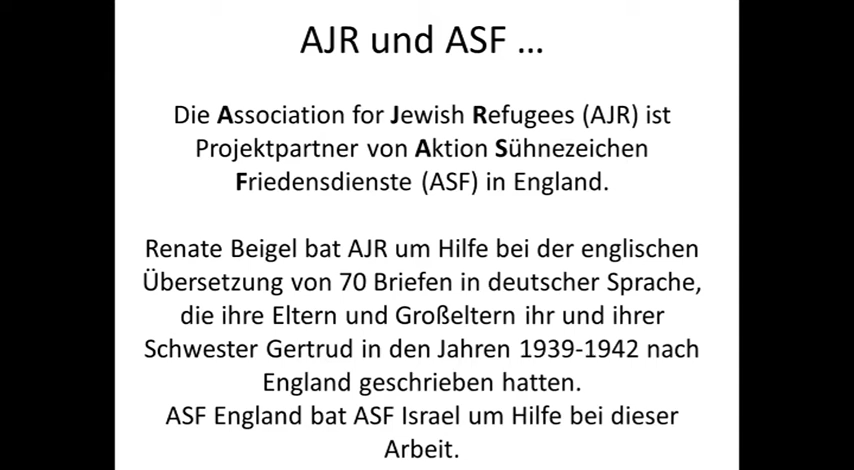 AJR und ASF ...
Die Association for Jewish Refugees (AJR) ist
Projektpartner von Aktion Sühnezeichen
Friedensdienste (ASF) in England.
Renate Beigel bat AJR um Hilfe bei der englischen
Übersetzung von 70 Briefen in deutscher Sprache,
die ihre Eltern und Großeltern ihr und ihrer
Schwester Gertrud in den Jahren 1939-1942 nach
England geschrieben hatten.
ASF England bat ASF Israel um Hilfe bei dieser
Arbeit.